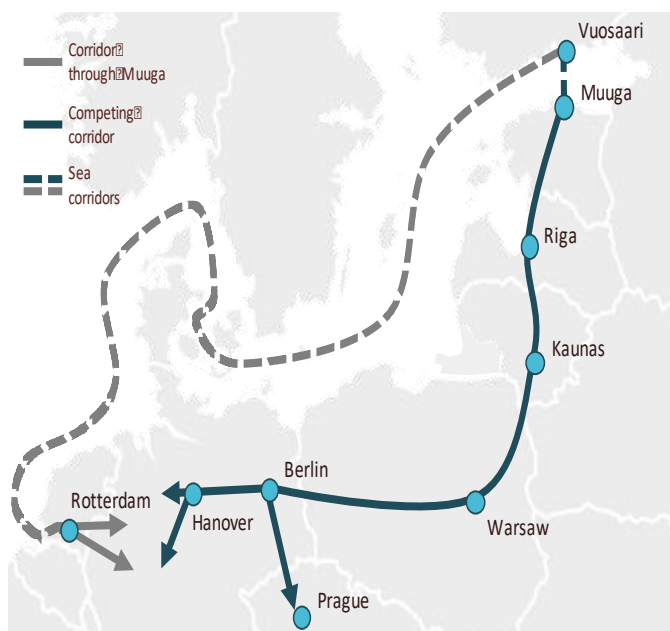 Corridor⍰
through⍰Muuga
Competing⍰
corridor
Sea
corridors
Vuosaari
Muuga
Riga
Kaunas
Berlin
Rotterdam
Hanover
Warsaw
Prague